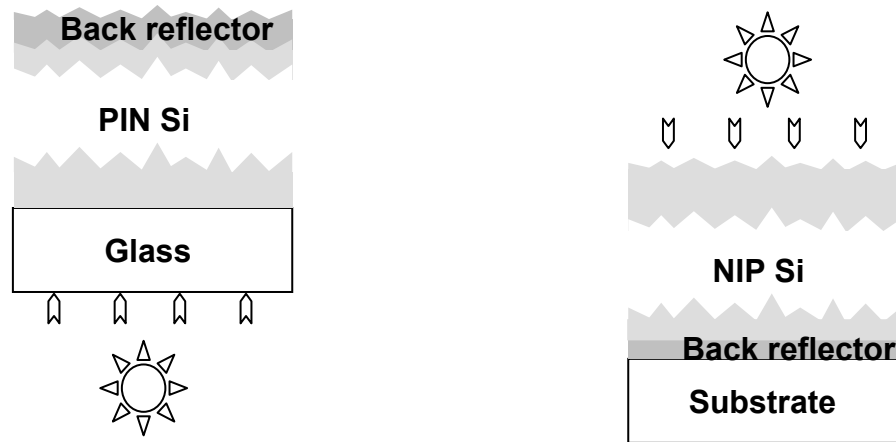 Back reflector
PIN Si
Glass
NIP Si
Back reflector
Substrate